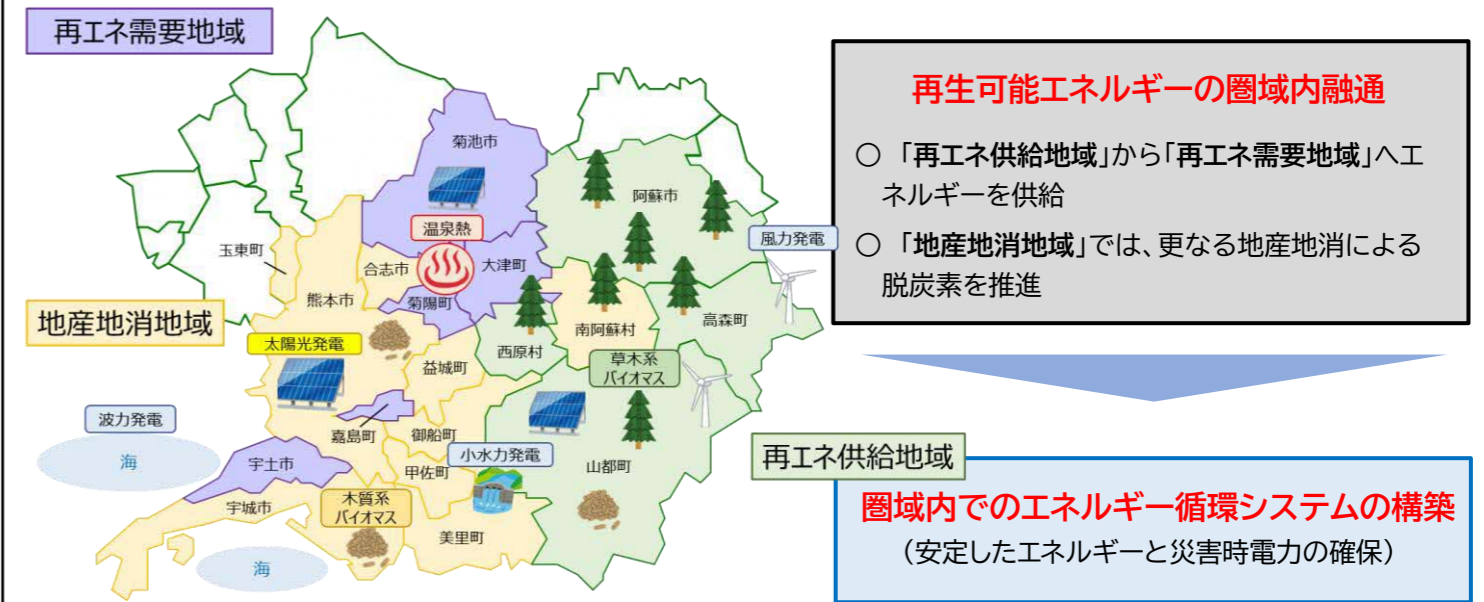 再エネ需要地域
菊池市
阿蘇市
温泉熱
風力発電
玉東町
合志市
大津町
熊本市
菊陽町
地産地消地域
太陽光発電
西原村
南阿蘇村
高森町
益城町
草木系
バイオマス
波力発電
海
嘉島町
御船町
宇土市
甲佐町
小水力発電
山都町
再エネ供給地域
宇城市
木質系
バイオマス
美里町
海
再生可能エネルギーの圏域内融通
○ 「再エネ供給地域」から「再エネ需要地域」へエ
ネルギーを供給
○ 「地産地消地域」では、更なる地産地消による
脱炭素を推進
圏域内でのエネルギー循環システムの構築
（安定したエネルギーと災害時電力の確保）